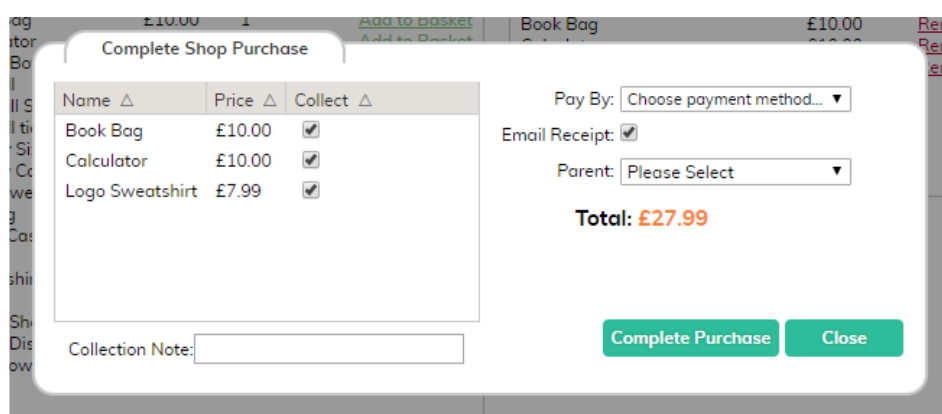 £10.00 1 Add to Basket
Add to Basket
Book Bag £10.00
Complete Shop Purchase
Name △ Price △ Collect △
Book Bag £10.00
Calculator £10.00
Logo Sweatshirt £7.99
Collection Note:
Pay By: Choose payment method... ▼
Email Receipt:
Parent: Please Select ▼
Total: £27.99
Complete Purchase Close